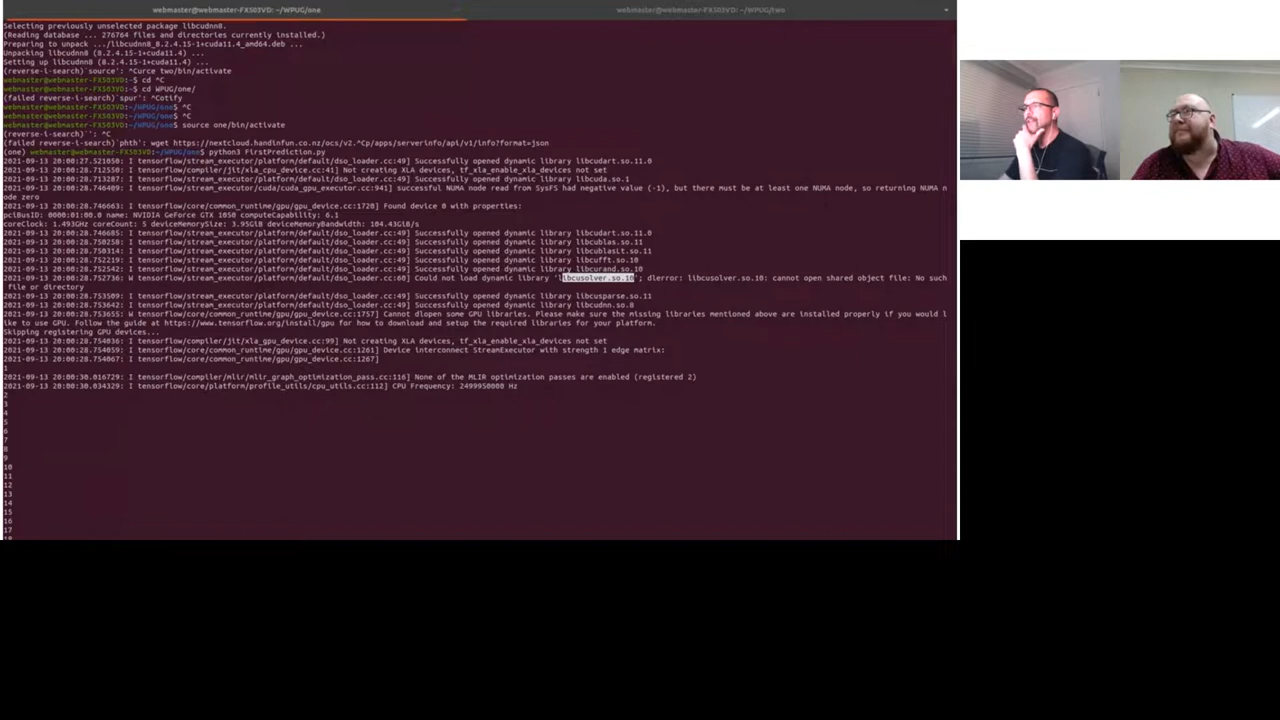 webmaster@webmaster-FX503VD: ~/WPUG/one
webmaster@webmaster-FX503VD: ~/WPUG/two
Selecting previously unselected package libcudnn8.
(Reading database ... 276764 files and directories currently installed.)
Preparing to unpack .../libcudnn8_8.2.4.15-1+cuda11.4_amd64.deb ...
Unpacking libcudnn8 (8.2.4.15-1+cuda11.4) ...
Setting up libcudnn8 (8.2.4.15-1+cuda11.4) ...
(reverse-i-search)`source': ^Curce two/bin/activate
webmaster@webmaster-FX503VD:~$ cd ^C
webmaster@webmaster-FX503VD:~$ cd WPUG/one/
(failed reverse-i-search)`spur': ^Cotify
webmaster@webmaster-FX503VD:~/WPUG/one$ ^C
webmaster@webmaster-FX503VD:~/WPUG/one$ ^C
webmaster@webmaster-FX503VD:~/WPUG/one$ source one/bin/activate
(reverse-i-search)`': ^C
(failed reverse-i-search)`phth': wget https://nextcloud.handinfun.co.nz/ocs/v2.^Cp/apps/serverinfo/api/v1/info?format=json
(one) webmaster@webmaster-FX503VD:~/WPUG/one$ python3 FirstPrediction.py
2021-09-13 20:00:27.521050: I tensorflow/stream_executor/platform/default/dso_loader.cc:49] Successfully opened dynamic library libcudart.so.11.0
2021-09-13 20:00:28.712550: I tensorflow/compiler/jit/xla_cpu_device.cc:41] Not creating XLA devices, tf_xla_enable_xla_devices not set
2021-09-13 20:00:28.713287: I tensorflow/stream_executor/platform/default/dso_loader.cc:49] Successfully opened dynamic library libcuda.so.1
2021-09-13 20:00:28.746409: I tensorflow/stream_executor/cuda/cuda_gpu_executor.cc:941] successful NUMA node read from SysFS had negative value (-1), but there must be at least one NUMA node, so returning NUMA n
ode zero
2021-09-13 20:00:28.746663: I tensorflow/core/common_runtime/gpu/gpu_device.cc:1720] Found device 0 with properties:
pciBusID: 0000:01:00.0 name: NVIDIA GeForce GTX 1050 computeCapability: 6.1
coreClock: 1.493GHz coreCount: 5 deviceMemorySize: 3.95GiB deviceMemoryBandwidth: 104.43GiB/s
2021-09-13 20:00:28.746685: I tensorflow/stream_executor/platform/default/dso_loader.cc:49] Successfully opened dynamic library libcudart.so.11.0
2021-09-13 20:00:28.750258: I tensorflow/stream_executor/platform/default/dso_loader.cc:49] Successfully opened dynamic library libcublas.so.11
2021-09-13 20:00:28.750314: I tensorflow/stream_executor/platform/default/dso_loader.cc:49] Successfully opened dynamic library libcublasLt.so.11
2021-09-13 20:00:28.752219: I tensorflow/stream_executor/platform/default/dso_loader.cc:49] Successfully opened dynamic library libcufft.so.10
2021-09-13 20:00:28.752542: I tensorflow/stream_executor/platform/default/dso_loader.cc:49] Successfully opened dynamic library libcurand.so.10
2021-09-13 20:00:28.752736: W tensorflow/stream_executor/platform/default/dso_loader.cc:60] Could not load dynamic library 'libcusolver.so.10'; dlerror: libcusolver.so.10: cannot open shared object file: No such
file or directory
2021-09-13 20:00:28.753509: I tensorflow/stream_executor/platform/default/dso_loader.cc:49] Successfully opened dynamic library libcusparse.so.11
2021-09-13 20:00:28.753642: I tensorflow/stream_executor/platform/default/dso_loader.cc:49] Successfully opened dynamic library libcudnn.so.8
2021-09-13 20:00:28.753655: W tensorflow/core/common_runtime/gpu/gpu_device.cc:1757] Cannot dlopen some GPU libraries. Please make sure the missing libraries mentioned above are installed properly if you would l
ike to use GPU. Follow the guide at https://www.tensorflow.org/install/gpu for how to download and setup the required libraries for your platform.
Skipping registering GPU devices...
2021-09-13 20:00:28.754036: I tensorflow/compiler/jit/xla_gpu_device.cc:99] Not creating XLA devices, tf_xla_enable_xla_devices not set
2021-09-13 20:00:28.754059: I tensorflow/core/common_runtime/gpu/gpu_device.cc:1261] Device interconnect StreamExecutor with strength 1 edge matrix:
2021-09-13 20:00:28.754067: I tensorflow/core/common_runtime/gpu/gpu_device.cc:1267]
1
2021-09-13 20:00:30.016729: I tensorflow/compiler/mlir/mlir_graph_optimization_pass.cc:116] None of the MLIR optimization passes are enabled (registered 2)
2021-09-13 20:00:30.034329: I tensorflow/core/platform/profile_utils/cpu_utils.cc:112] CPU Frequency: 2499950000 Hz
2
3
4
5
6
7
8
9
10
11
12
13
14
15
16
17
18